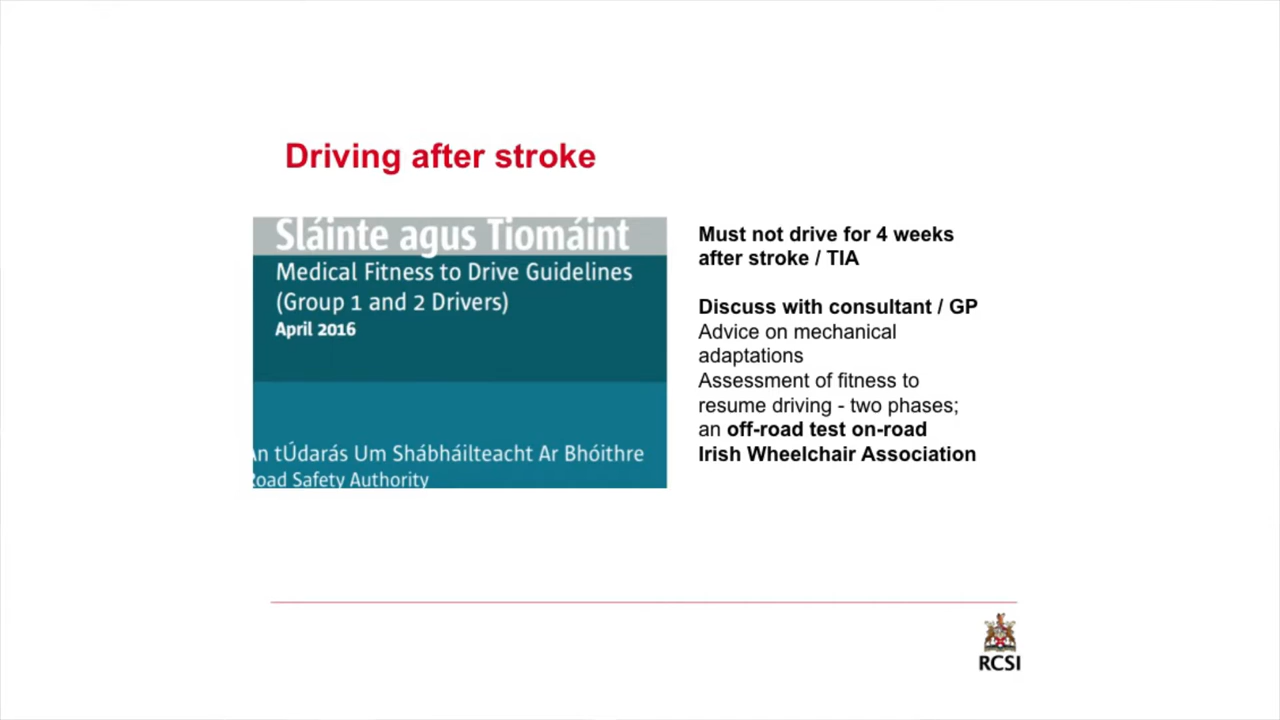 Driving after stroke
Sláinte agus Tiomáint
Medical Fitness to Drive Guidelines
(Group 1 and 2 Drivers)
April 2016
An tÚdarás Um Shábháilteacht Ar Bhóithre
Road Safety Authority
Must not drive for 4 weeks
after stroke / TIA
Discuss with consultant / GP
Advice on mechanical
adaptations
Assessment of fitness to
resume driving - two phases;
an off-road test on-road
Irish Wheelchair Association
RCSI